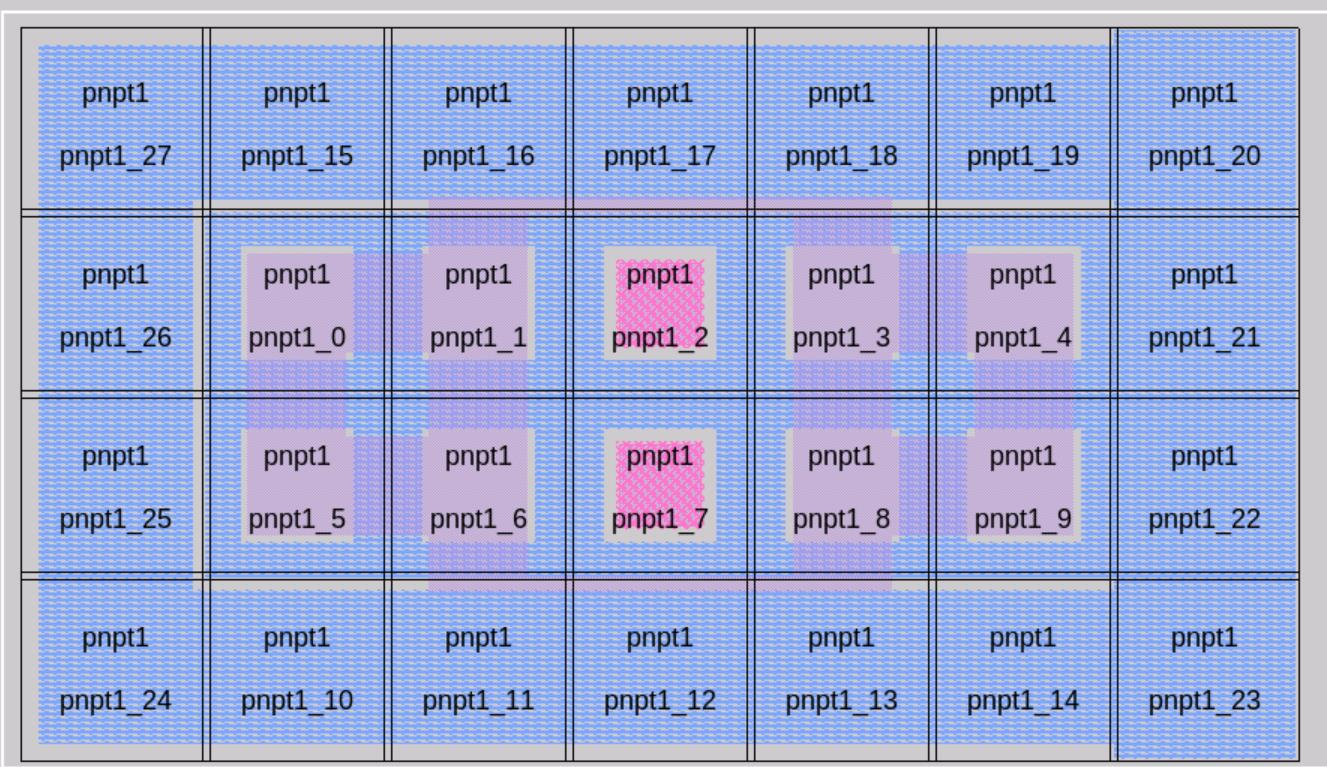 pnpt1 pnpt1 pnpt1 pnpt1 pnpt1 pnpt1 pnpt1
pnpt1_27 pnpt1_15 pnpt1_16 pnpt1_17 pnpt1_18 pnpt1_19 pnpt1_20
pnpt1 pnpt1 pnpt1 pnpt1 pnpt1 pnpt1 pnpt1
pnpt1_26 pnpt1_0 pnpt1_1 pnpt1_2 pnpt1_3 pnpt1_4 pnpt1_21
pnpt1 pnpt1 pnpt1 pnpt1 pnpt1 pnpt1 pnpt1
pnpt1_25 pnpt1_5 pnpt1_6 pnpt1_7 pnpt1_8 pnpt1_9 pnpt1_22
pnpt1 pnpt1 pnpt1 pnpt1 pnpt1 pnpt1 pnpt1
pnpt1_24 pnpt1_10 pnpt1_11 pnpt1_12 pnpt1_13 pnpt1_14 pnpt1_23